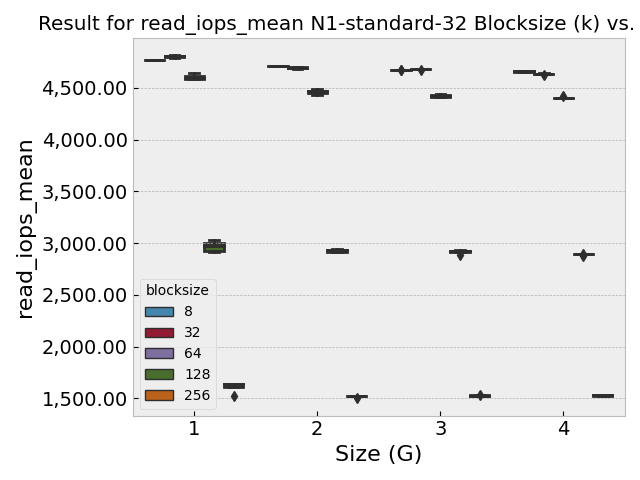 Result for read_iops_mean N1-standard-32 Blocksize (k) vs.
read_iops_mean
4,500.00
4,000.00
3,500.00
3,000.00
2,500.00
2,000.00
1,500.00
blocksize
8
32
64
128
256
1 2 3 4
Size (G)